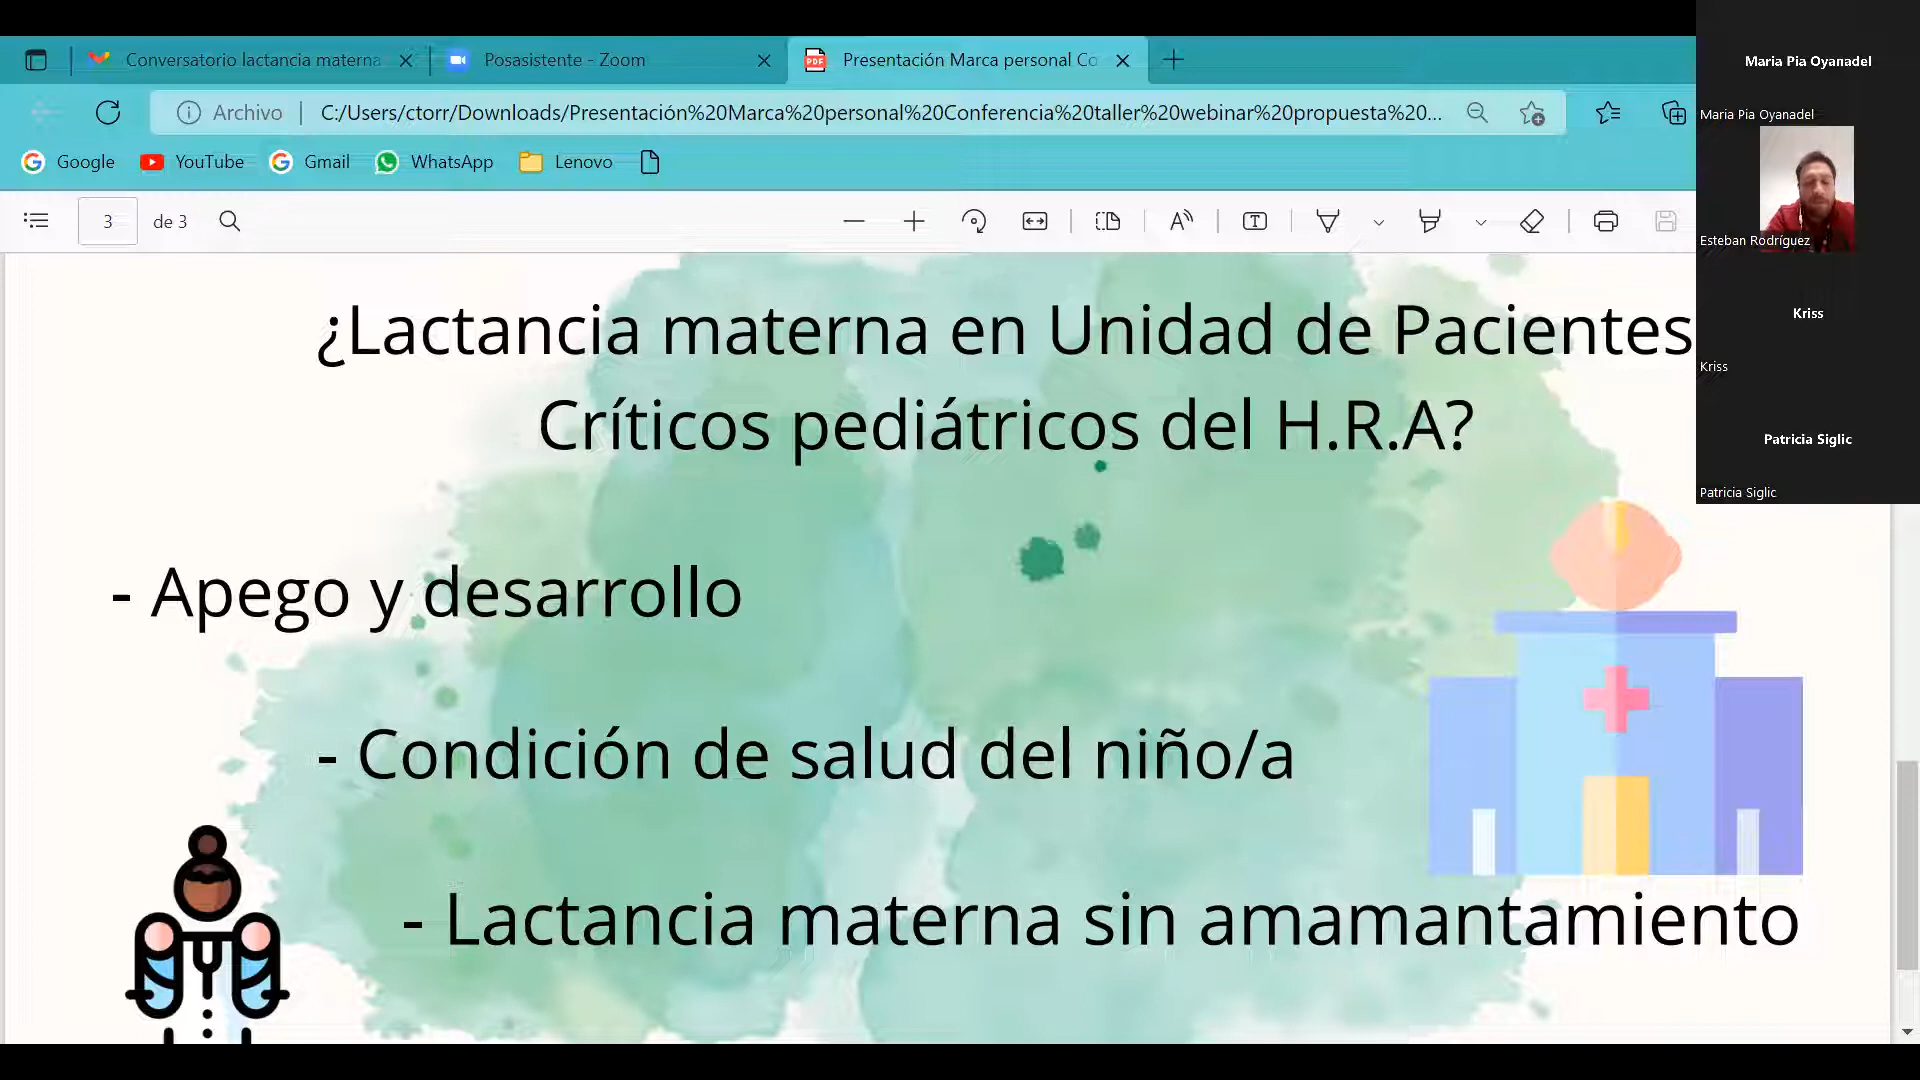 Conversatorio lactancia materna
Posasistente - Zoom
Presentación Marca personal Co
Archivo
C:/Users/ctorr/Downloads/Presentación%20Marca%20personal%20Conferencia%20taller%20webinar%20propuesta%20...
Google
YouTube
Gmail
WhatsApp
Lenovo
3 de 3
¿Lactancia materna en Unidad de Pacientes
Críticos pediátricos del H.R.A?
- Apego y desarrollo
- Condición de salud del niño/a
- Lactancia materna sin amamantamiento
Maria Pia Oyanadel
Maria Pia Oyanadel
Esteban Rodríguez
Kriss
Kriss
Patricia Siglic
Patricia Siglic